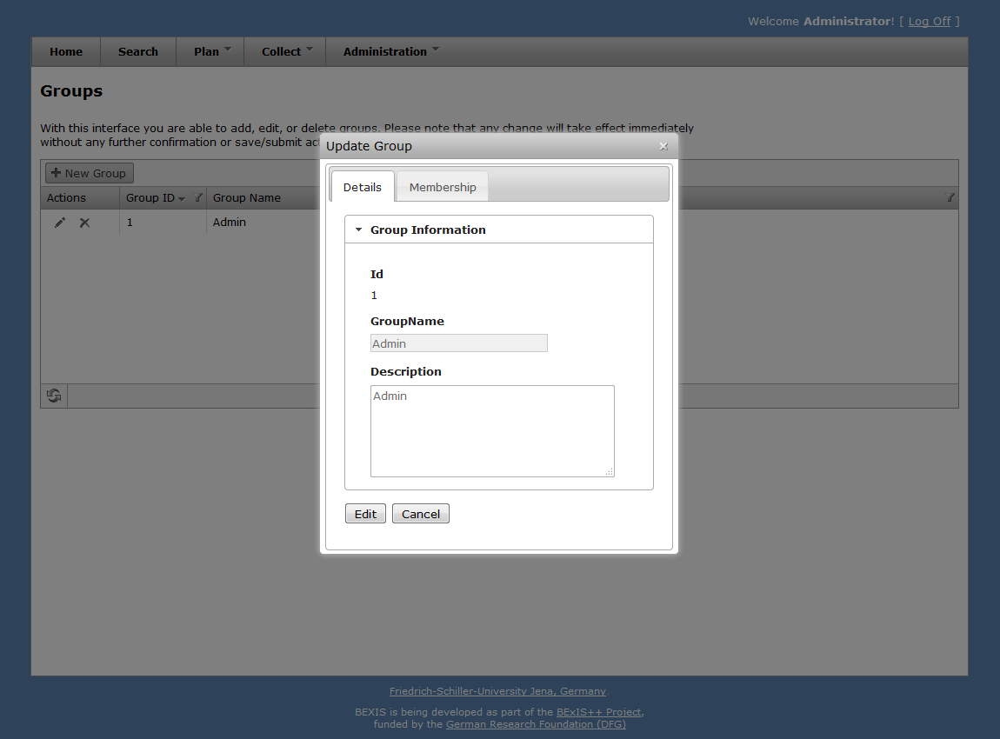 Welcome Administrator! [ Log Off ]
Home Search Plan Collect Administration
Groups
With this interface you are able to add, edit, or delete groups. Please note that any change will take effect immediately
without any further confirmation or save/submit
Update Group
New Group
Details Membership
Actions Group ID Group Name
1 Admin
Group Information
Id
1
GroupName
Admin
Description
Admin
Edit Cancel
Friedrich-Schiller-University Jena, Germany
BEXIS is being developed as part of the BExIS++ Project,
funded by the German Research Foundation (DFG)